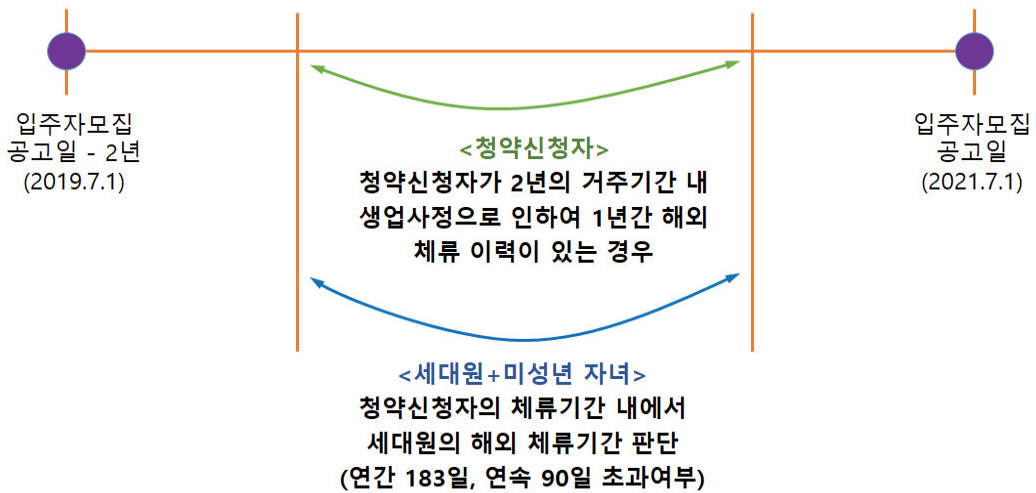 입주자모집
공고일 - 2년
(2019.7.1)
입주자모집
공고일
(2021.7.1)
<청약신청자>
청약신청자가 2년의 거주기간 내
생업사정으로 인하여 1년간 해외
체류 이력이 있는 경우
<세대원+미성년 자녀>
청약신청자의 체류기간 내에서
세대원의 해외 체류기간 판단
(연간 183일, 연속 90일 초과여부)